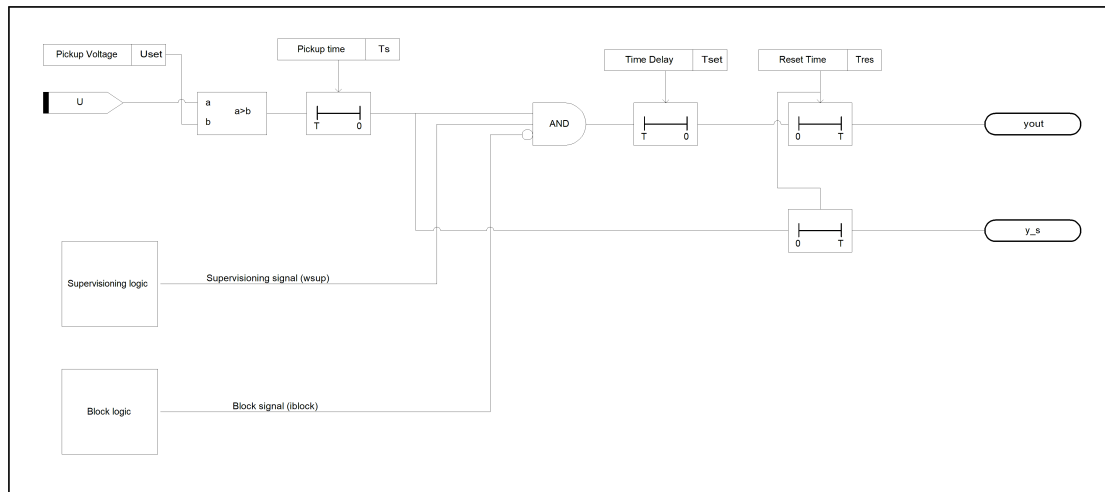 Pickup Voltage Uset
Pickup time Ts
Time Delay Tset
Reset Time Tres
U
a
b
a>b
T 0
AND
T 0
0 T
yout
0 T
y_s
Supervisioning logic
Supervisioning signal (wsup)
Block logic
Block signal (iblock)